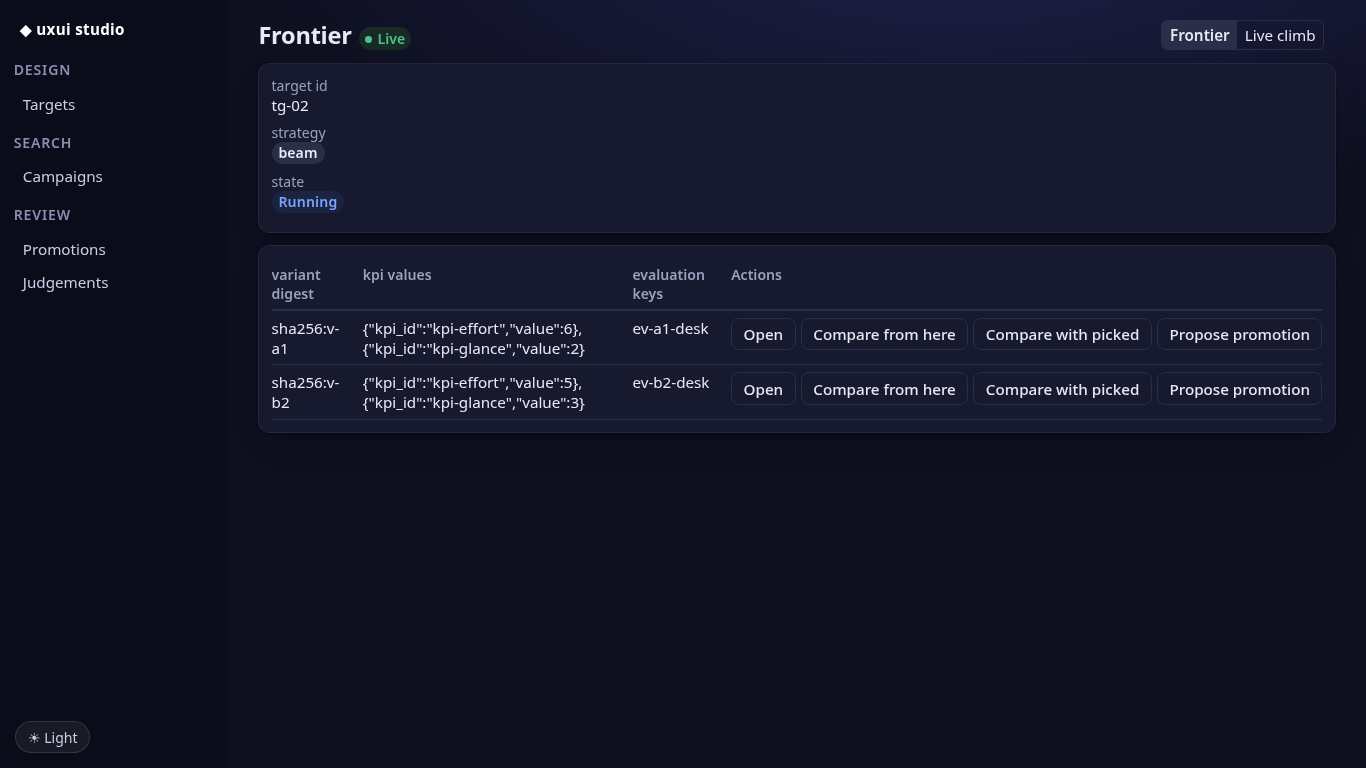 ◆ uxui studio
DESIGN
Targets
SEARCH
Campaigns
REVIEW
Promotions
Judgements
☀ Light
Frontier ● Live
Frontier Live climb
target id
tg-02
strategy
beam
state
Running
variant digest kpi values evaluation keys Actions
sha256:v-a1 {"kpi_id":"kpi-effort","value":6}, {"kpi_id":"kpi-glance","value":2} ev-a1-desk Open Compare from here Compare with picked Propose promotion
sha256:v-b2 {"kpi_id":"kpi-effort","value":5}, {"kpi_id":"kpi-glance","value":3} ev-b2-desk Open Compare from here Compare with picked Propose promotion